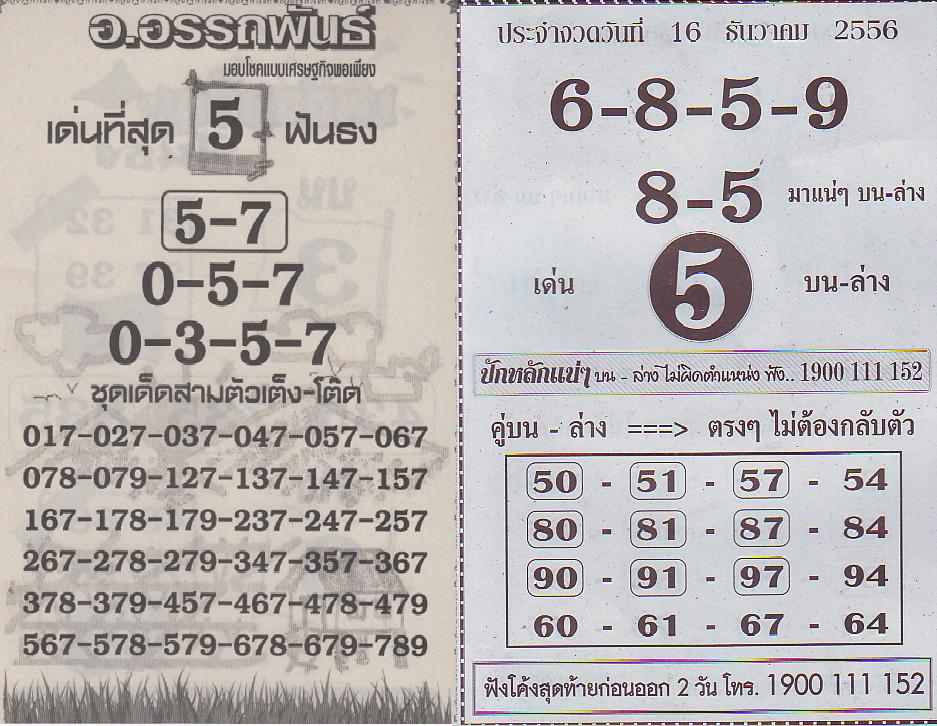 อ.อรรถพันธ์
มอบโชคแบบเศรษฐกิจพอเพียง
เด่นที่สุด 5 ฟันธง
5-7
0-5-7
0-3-5-7
ชุดเด็ดสามตัวเต็ง-โต๊ด
017-027-037-047-057-067
078-079-127-137-147-157
167-178-179-237-247-257
267-278-279-347-357-367
378-379-457-467-478-479
567-578-579-678-679-789
ประจำงวดวันที่ 16 ธันวาคม 2556
6-8-5-9
8-5 มาแน่ๆ บน-ล่าง
เด่น 5 บน-ล่าง
ปักหลักแน่ๆ บน - ล่าง ไม่ผิดตำแหน่ง ฟัง.. 1900 111 152
คู่บน - ล่าง ===> ตรงๆ ไม่ต้องกลับตัว
50 - 51 - 57 - 54
80 - 81 - 87 - 84
90 - 91 - 97 - 94
60 - 61 - 67 - 64
ฟังโค้งสุดท้ายก่อนออก 2 วัน โทร. 1900 111 152